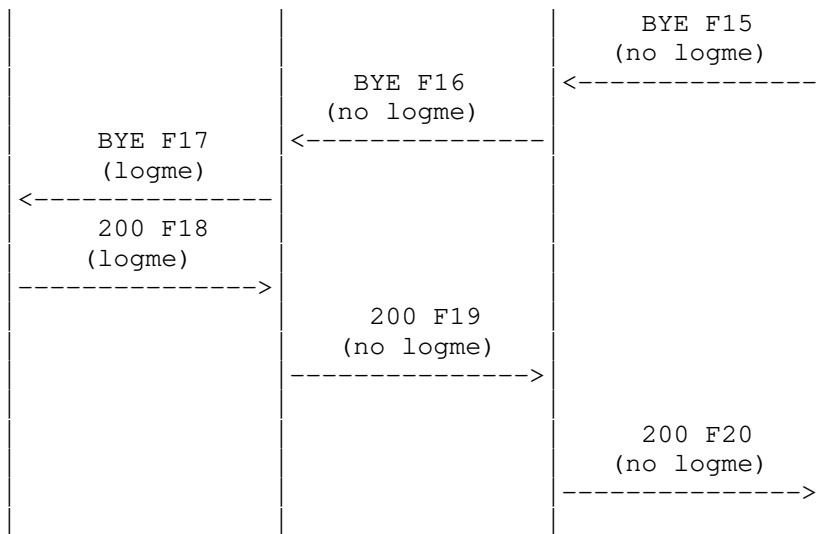 BYE F15
(no logme)
BYE F16
(no logme)
BYE F17
(logme)
200 F18
(logme)
200 F19
(no logme)
200 F20
(no logme)